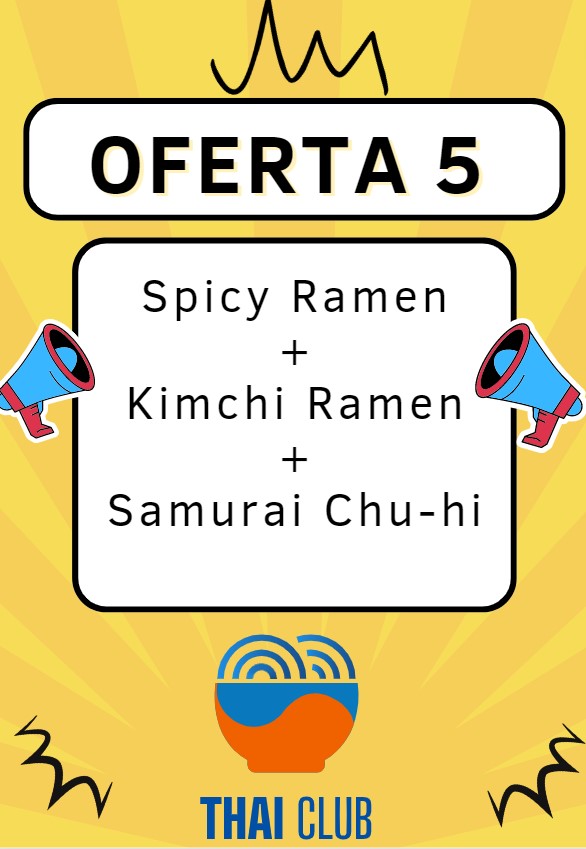 OFERTA 5
Spicy Ramen
+
Kimchi Ramen
+
Samurai Chu-hi
THAI CLUB